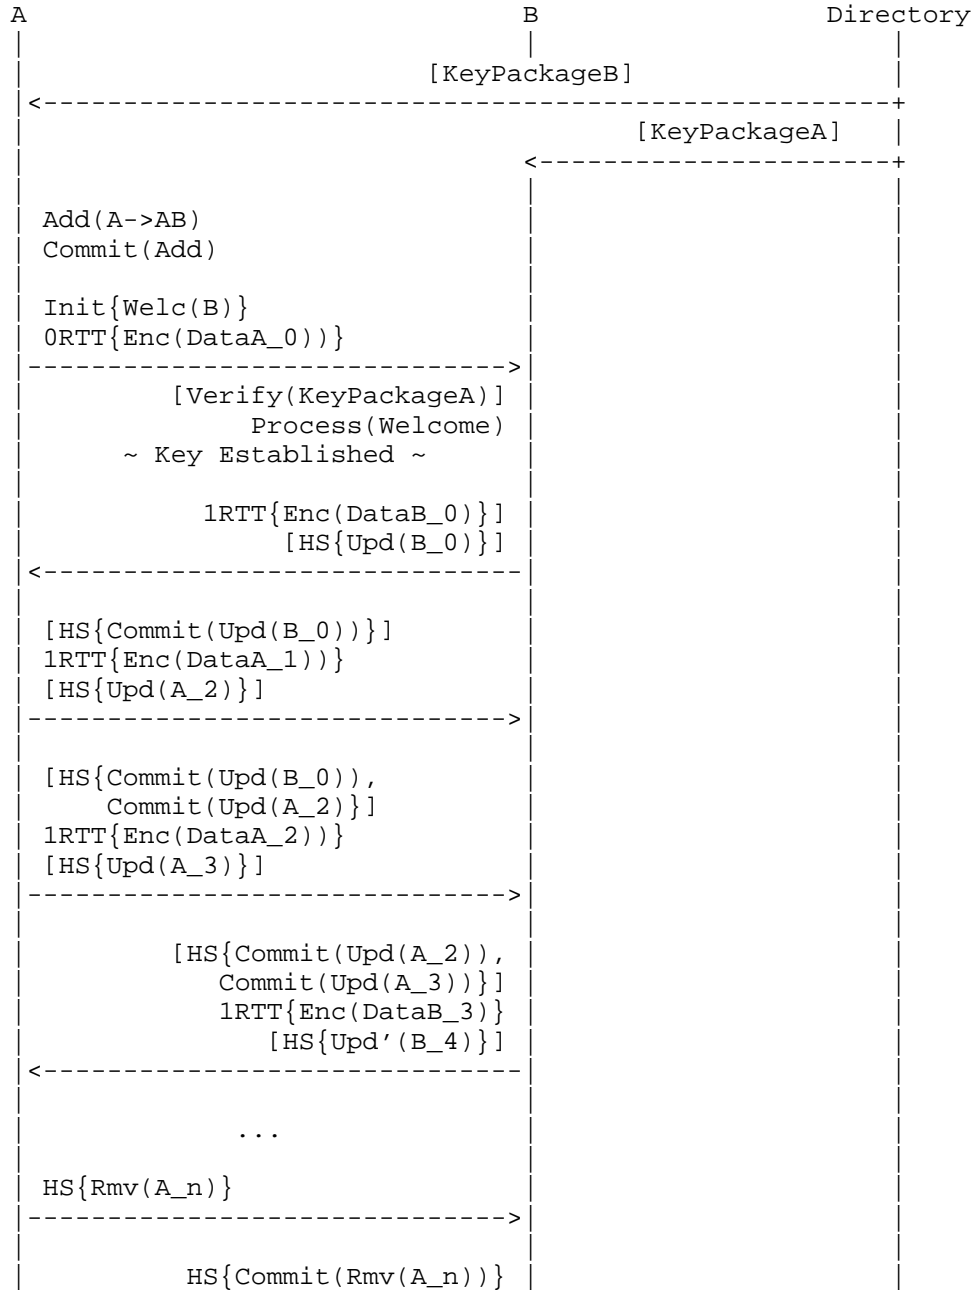 A B Directory
[KeyPackageB]
<------------------------------------------------------+
[KeyPackageA]
<----------------------+
Add(A->AB)
Commit(Add)
Init{Welc(B)}
0RTT{Enc(DataA_0))}
------------------------------->
[Verify(KeyPackageA)]
Process(Welcome)
~ Key Established ~
1RTT{Enc(DataB_0)}]
[HS{Upd(B_0)}]
<-------------------------------
[HS{Commit(Upd(B_0))}]
1RTT{Enc(DataA_1))}
[HS{Upd(A_2)}]
------------------------------->
[HS{Commit(Upd(B_0)),
Commit(Upd(A_2)}]
1RTT{Enc(DataA_2))}
[HS{Upd(A_3)}]
------------------------------->
[HS{Commit(Upd(A_2)),
Commit(Upd(A_3))}]
1RTT{Enc(DataB_3)}
[HS{Upd’(B_4)}]
<-------------------------------
...
HS{Rmv(A_n)}
------------------------------->
HS{Commit(Rmv(A_n))}